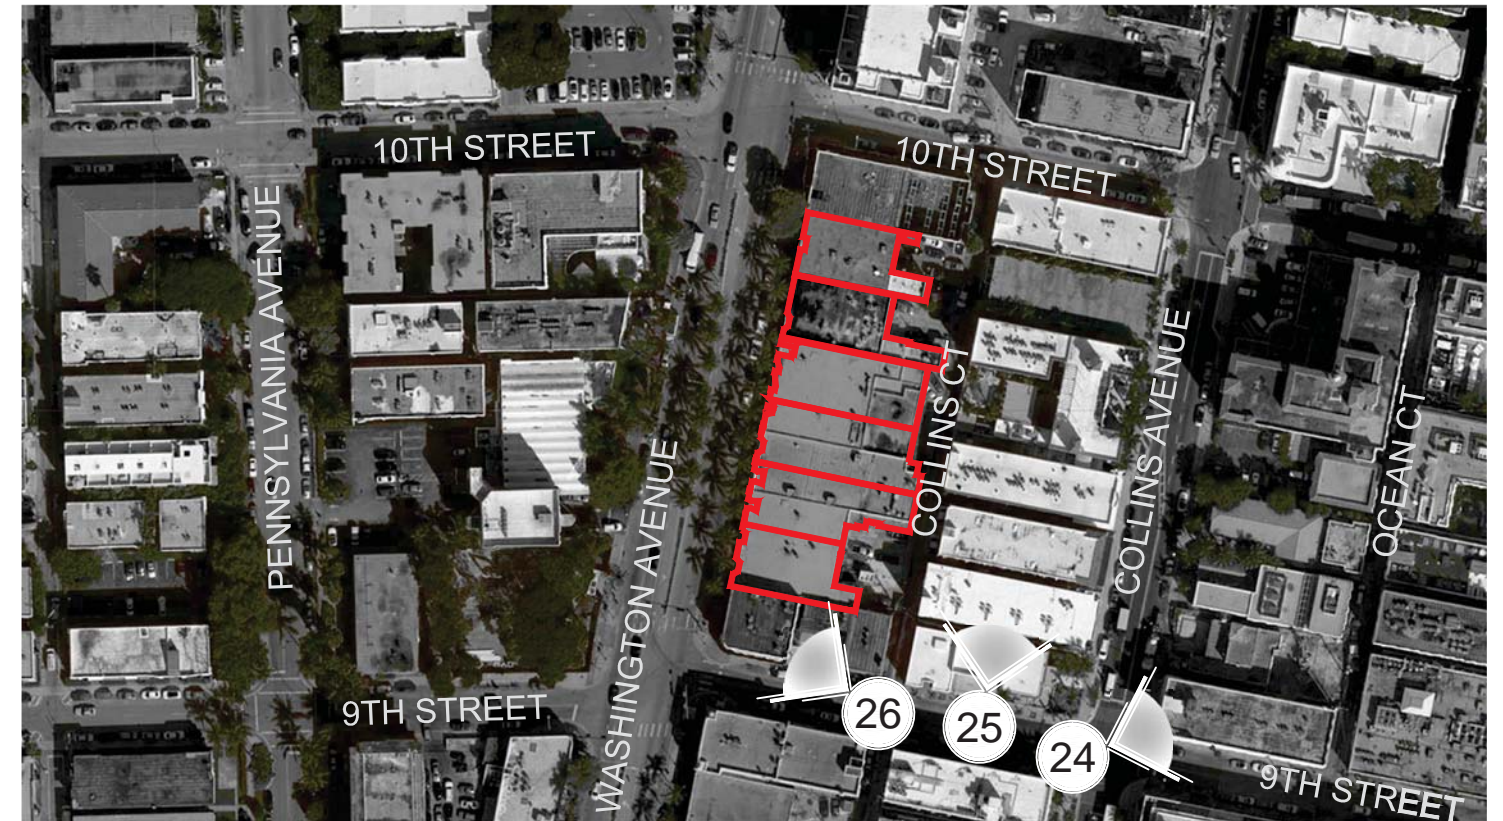 10TH STREET
10TH STREET
PENNSYLVANIA AVENUE
WASHINGTON AVENUE
COLLINS CT
COLLINS AVENUE
OCEAN CT
9TH STREET
26
25
24
9TH STREET